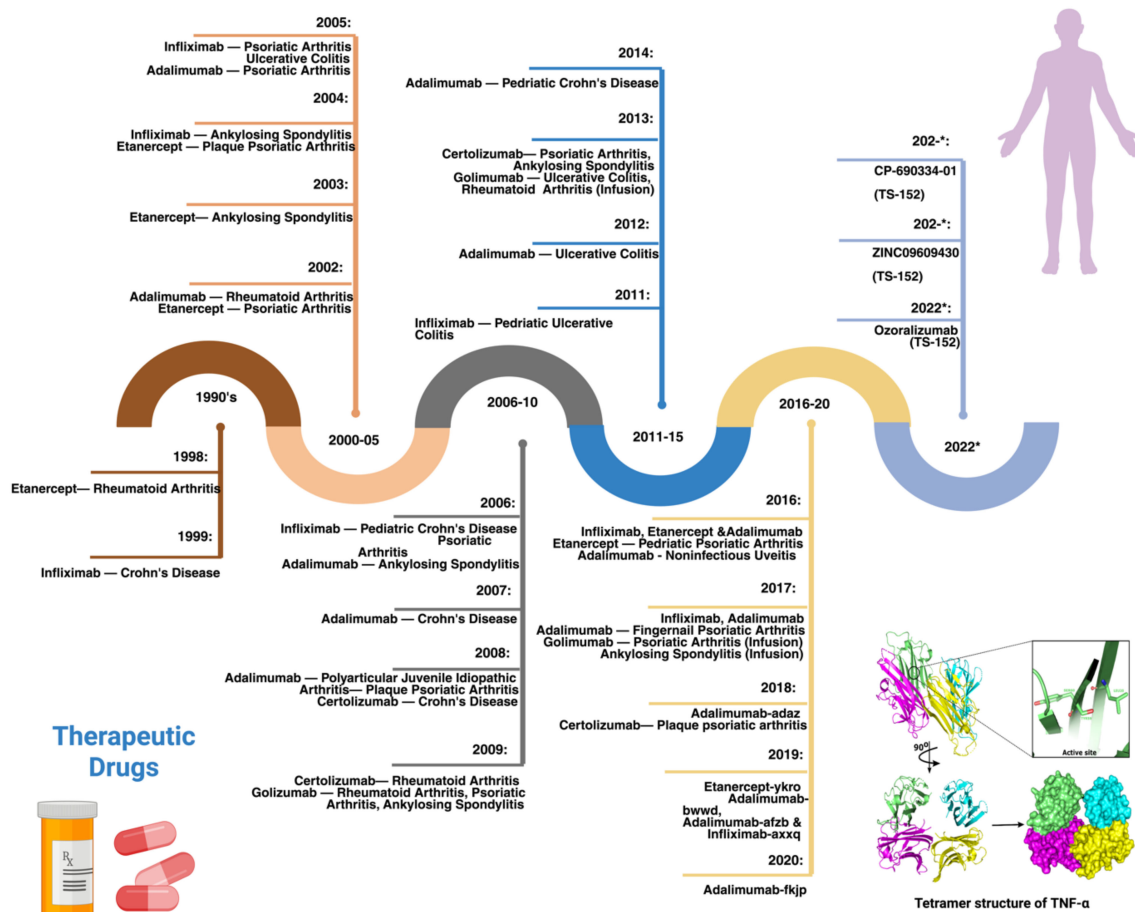 1990's
1998:
Etanercept— Rheumatoid Arthritis
1999:
Infliximab — Crohn's Disease
2000-05
2005:
Infliximab — Psoriatic Arthritis
Ulcerative Colitis
Adalimumab — Psoriatic Arthritis
2004:
Infliximab — Ankylosing Spondylitis
Etanercept — Plaque Psoriatic Arthritis
2003:
Etanercept— Ankylosing Spondylitis
2002:
Adalimumab — Rheumatoid Arthritis
Etanercept — Psoriatic Arthritis
2006-10
2006:
Infliximab — Pediatric Crohn's Disease
Psoriatic
Arthritis
Adalimumab — Ankylosing Spondylitis
2007:
Adalimumab — Crohn's Disease
2008:
Adalimumab — Polyarticular Juvenile Idiopathic
Arthritis— Plaque Psoriatic Arthritis
Certolizumab — Crohn's Disease
2009:
Certolizumab— Rheumatoid Arthritis
Golizumab — Rheumatoid Arthritis, Psoriatic
Arthritis, Ankylosing Spondylitis
2011-15
2014:
Adalimumab — Pedriatic Crohn's Disease
2013:
Certolizumab— Psoriatic Arthritis,
Ankylosing Spondylitis
Golimumab — Ulcerative Colitis,
Rheumatoid Arthritis (Infusion)
2012:
Adalimumab — Ulcerative Colitis
2011:
Infliximab — Pedriatic Ulcerative
Colitis
2016-20
2016:
Infliximab, Etanercept &Adalimumab
Etanercept — Pedriatic Psoriatic Arthritis
Adalimumab - Noninfectious Uveitis
2017:
Infliximab, Adalimumab
Adalimumab — Fingernail Psoriatic Arthritis
Golimumab — Psoriatic Arthritis (Infusion)
Ankylosing Spondylitis (Infusion)
2018:
Adalimumab-adaz
Certolizumab— Plaque psoriatic arthritis
2019:
Etanercept-ykro
Adalimumab-
bwwd,
Adalimumab-afzb &
Infliximab-axxq
2020:
Adalimumab-fkjp
2022*
202-*:
CP-690334-01
(TS-152)
202-*:
ZINC09609430
(TS-152)
2022*:
Ozoralizumab
(TS-152)
Therapeutic
Drugs
Rx
90º
Active site
Tetramer structure of TNF-α